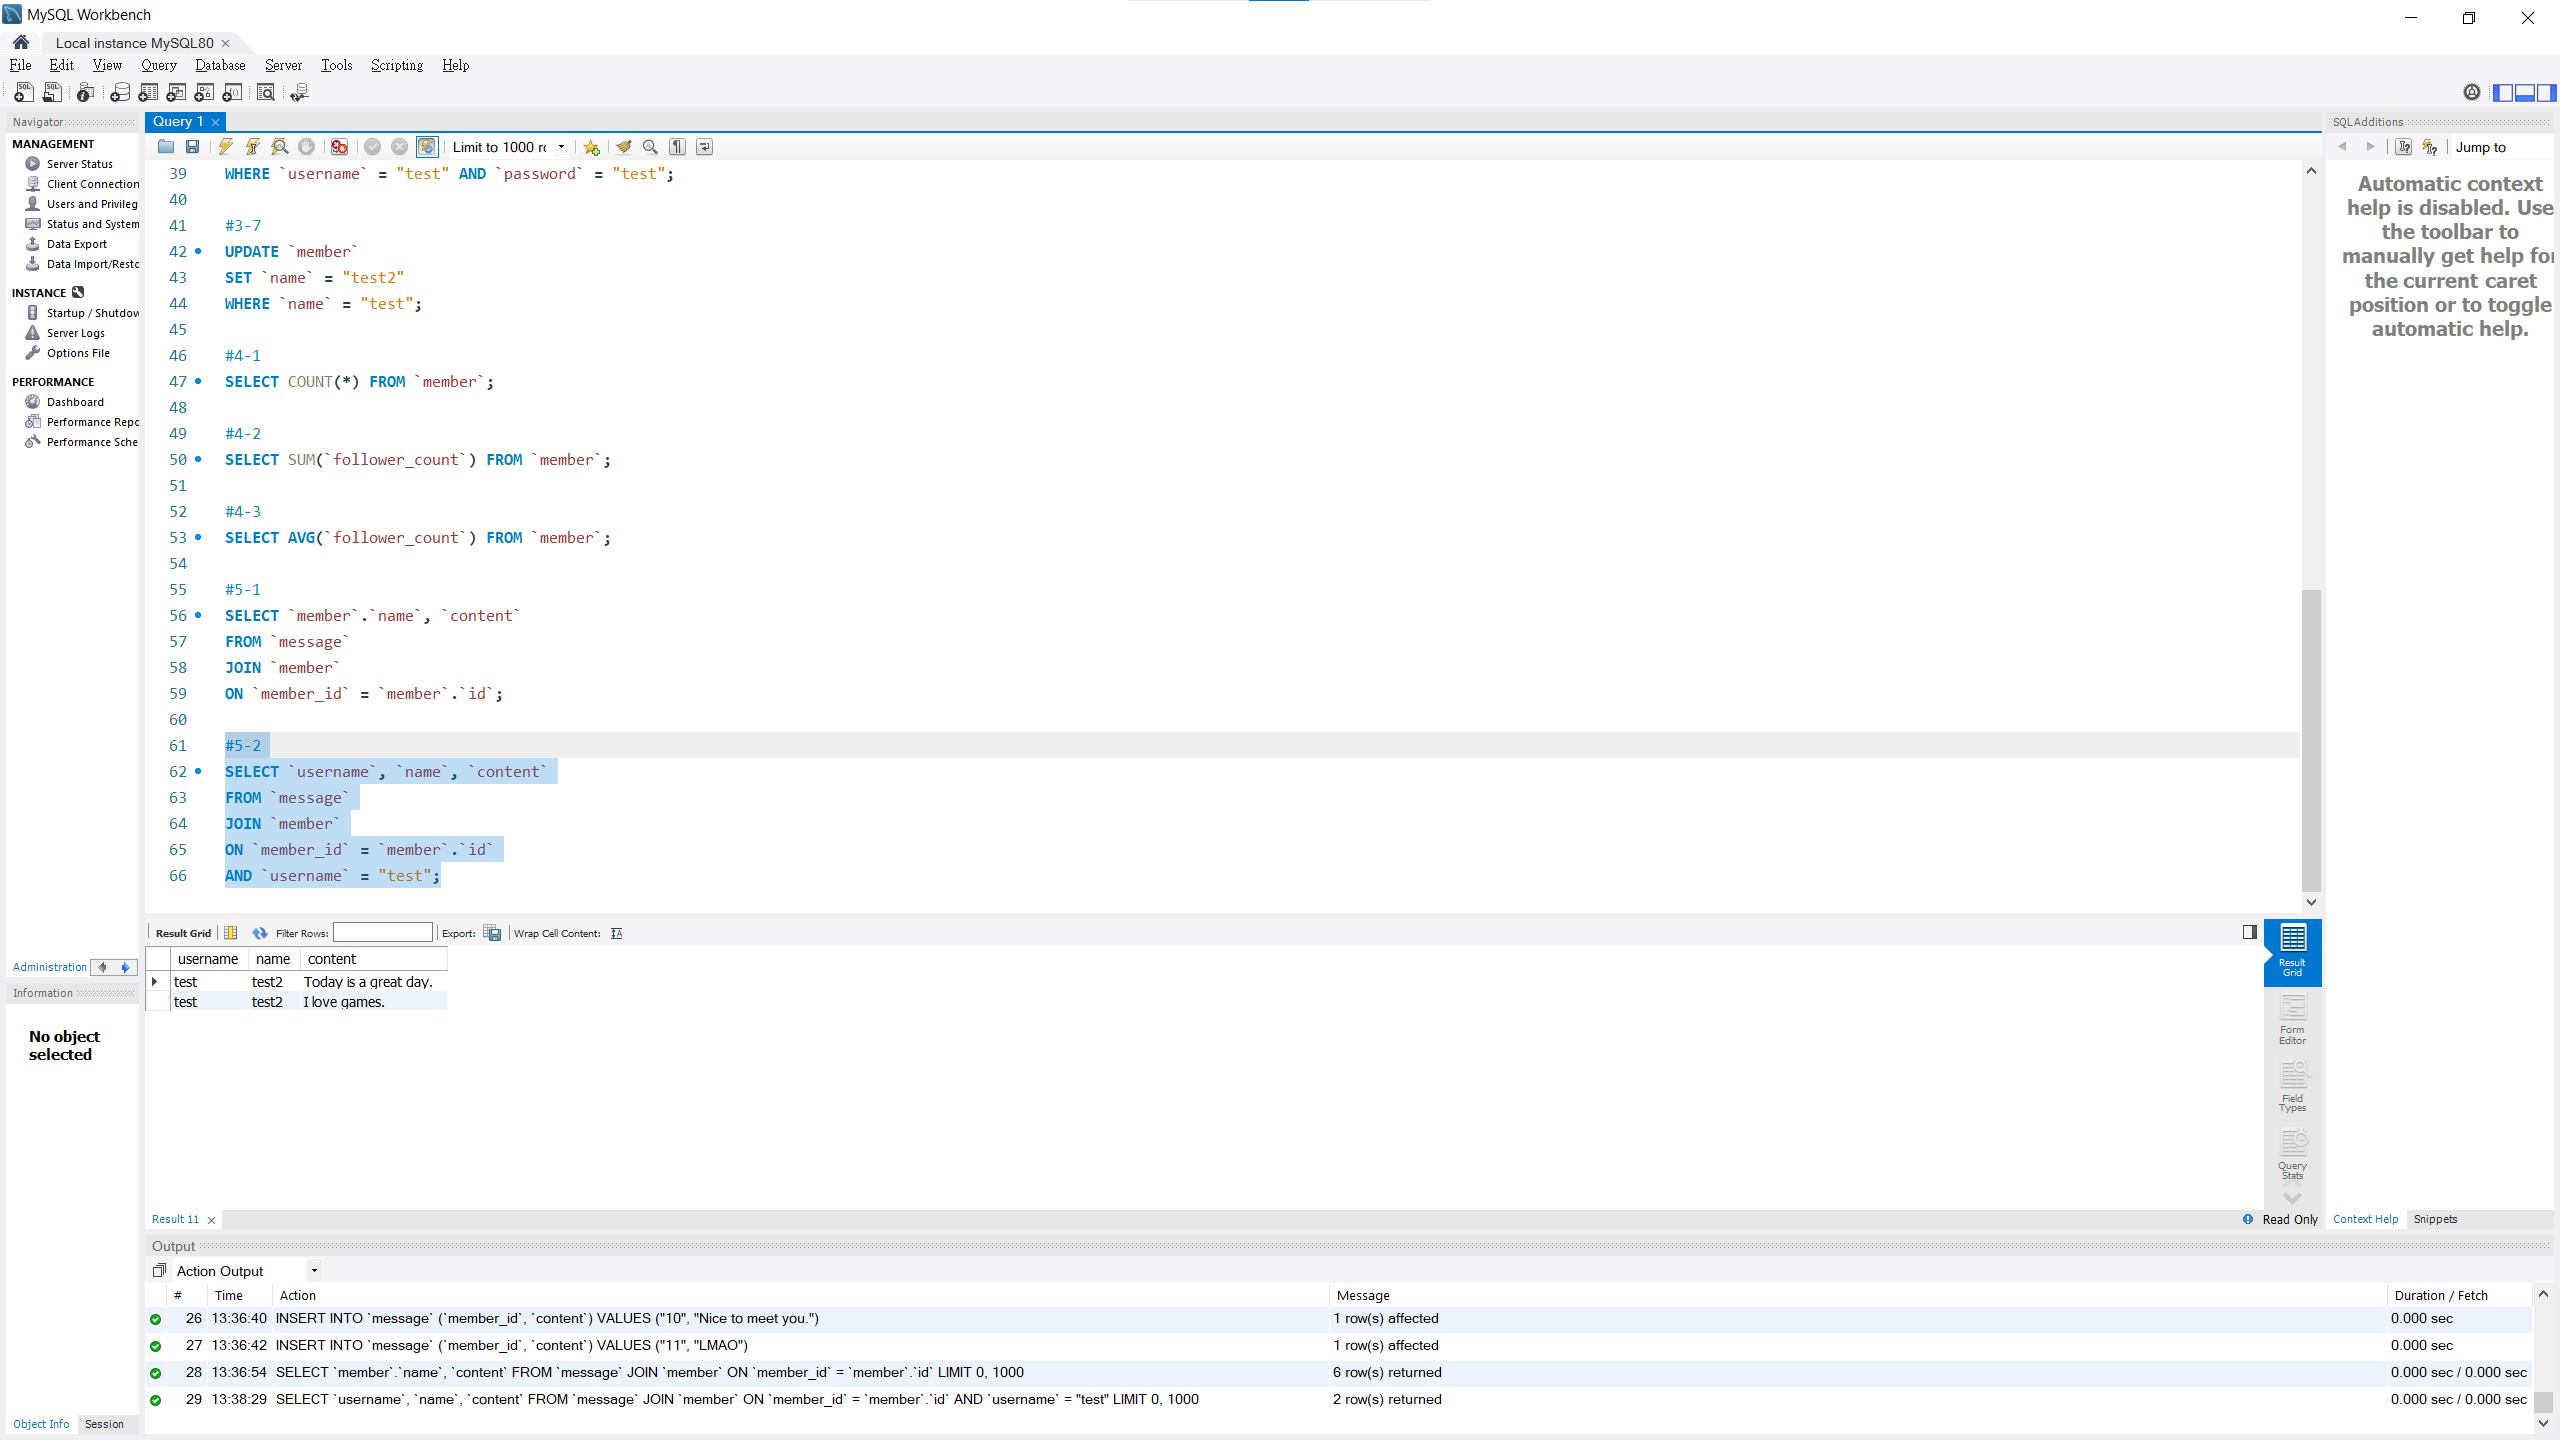 MySQL Workbench
Local instance MySQL80
File Edit View Query Database Server Tools Scripting Help
Navigator
MANAGEMENT
Server Status
Client Connection
Users and Privileg
Status and System
Data Export
Data Import/Resto
INSTANCE
Startup / Shutdow
Server Logs
Options File
PERFORMANCE
Dashboard
Performance Repo
Performance Sche
Administration
Information
No object
selected
Object Info Session
Query 1
Limit to 1000 r
39 WHERE `username` = "test" AND `password` = "test";
40
41 #3-7
42 UPDATE `member`
43 SET `name` = "test2"
44 WHERE `name` = "test";
45
46 #4-1
47 SELECT COUNT(*) FROM `member`;
48
49 #4-2
50 SELECT SUM(`follower_count`) FROM `member`;
51
52 #4-3
53 SELECT AVG(`follower_count`) FROM `member`;
54
55 #5-1
56 SELECT `member`.`name`, `content`
57 FROM `message`
58 JOIN `member`
59 ON `member_id` = `member`.`id`;
60
61 #5-2
62 SELECT `username`, `name`, `content`
63 FROM `message`
64 JOIN `member`
65 ON `member_id` = `member`.`id`
66 AND `username` = "test";
Result Grid Filter Rows: Export: Wrap Cell Content:
username name content
test test2 Today is a great day.
test test2 I love games.
Result
Grid
Form
Editor
Field
Types
Query
Stats
Result 11
Read Only
SQLAdditions
Jump to
Automatic context
help is disabled. Use
the toolbar to
manually get help for
the current caret
position or to toggle
automatic help.
Context Help Snippets
Output
Action Output
# Time Action Message Duration / Fetch
26 13:36:40 INSERT INTO `message` (`member_id`, `content`) VALUES ("10", "Nice to meet you.") 1 row(s) affected 0.000 sec
27 13:36:42 INSERT INTO `message` (`member_id`, `content`) VALUES ("11", "LMAO") 1 row(s) affected 0.000 sec
28 13:36:54 SELECT `member`.`name`, `content` FROM `message` JOIN `member` ON `member_id` = `member`.`id` LIMIT 0, 1000 6 row(s) returned 0.000 sec / 0.000 sec
29 13:38:29 SELECT `username`, `name`, `content` FROM `message` JOIN `member` ON `member_id` = `member`.`id` AND `username` = "test" LIMIT 0, 1000 2 row(s) returned 0.000 sec / 0.000 sec